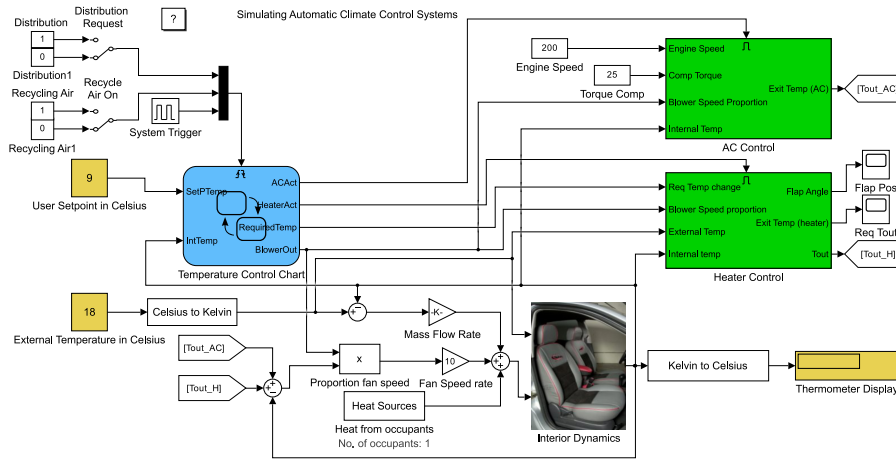 Simulating Automatic Climate Control Systems
Distribution
Distribution
Request
?
1
0
Distribution1
Recycling Air
Recycle
Air On
1
0
Recycling Air1
System Trigger
200
Engine Speed
25
Torque Comp
Engine Speed
Comp Torque
Blower Speed Proportion
Internal Temp
Exit Temp (AC)
AC Control
[Tout_AC]
9
User Setpoint in Celsius
SetPTemp
IntTemp
ACAct
HeaterAct
RequiredTemp
BlowerOut
Temperature Control Chart
Req Temp change
Blower Speed proportion
External Temp
Internal temp
Flap Angle
Exit Temp (heater)
Tout
Heater Control
Flap Pos
Req Tout
[Tout_H]
18
External Temperature in Celsius
Celsius to Kelvin
-K-
Mass Flow Rate
[Tout_AC]
[Tout_H]
x
Proportion fan speed
10
Fan Speed rate
Heat Sources
Heat from occupants
No. of occupants: 1
Interior Dynamics
Kelvin to Celsius
Thermometer Display